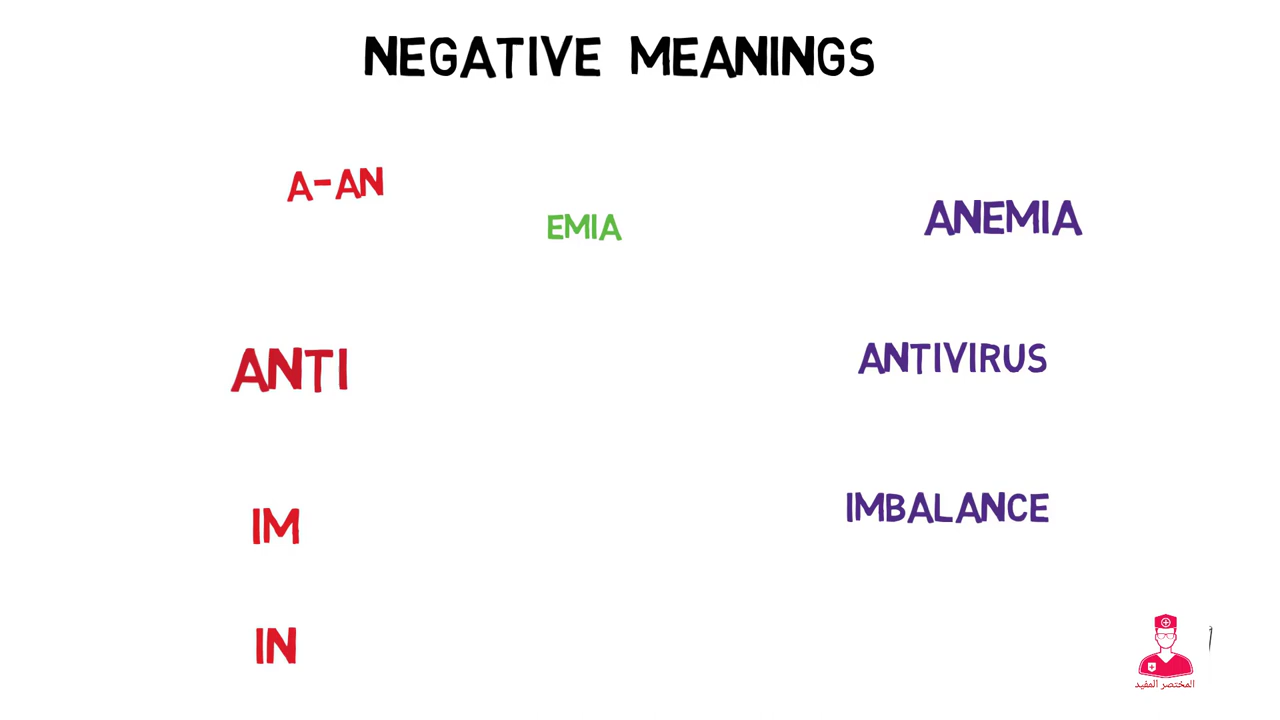 NEGATIVE MEANINGS
A-AN
EMIA
ANEMIA
ANTI
ANTIVIRUS
IM
IMBALANCE
IN
المختصر المفيد